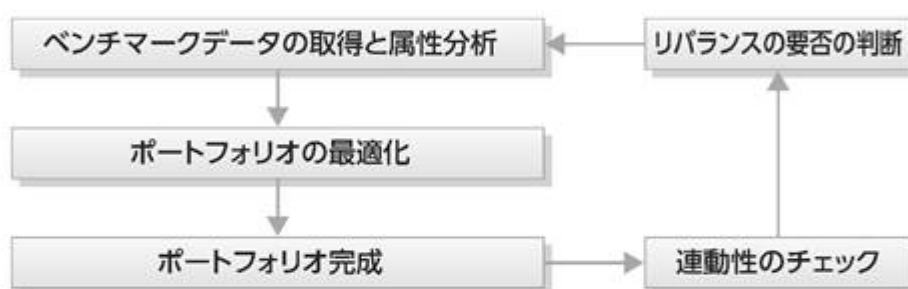 ベンチマークデータの取得と属性分析
リバランスの要否の判断
ポートフォリオの最適化
ポートフォリオ完成
連動性のチェック